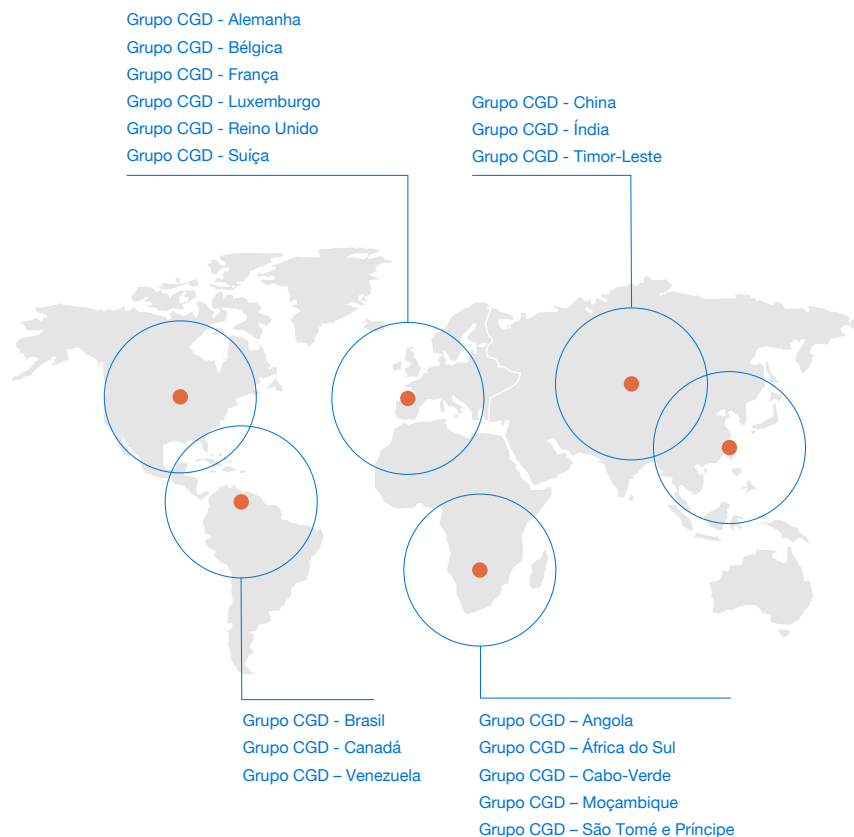 Grupo CGD - Alemanha
Grupo CGD - Bélgica
Grupo CGD - França
Grupo CGD - Luxemburgo
Grupo CGD - Reino Unido
Grupo CGD - Suíça
Grupo CGD - China
Grupo CGD - Índia
Grupo CGD - Timor-Leste
Grupo CGD - Brasil
Grupo CGD - Canadá
Grupo CGD – Venezuela
Grupo CGD – Angola
Grupo CGD – África do Sul
Grupo CGD – Cabo-Verde
Grupo CGD – Moçambique
Grupo CGD – São Tomé e Príncipe